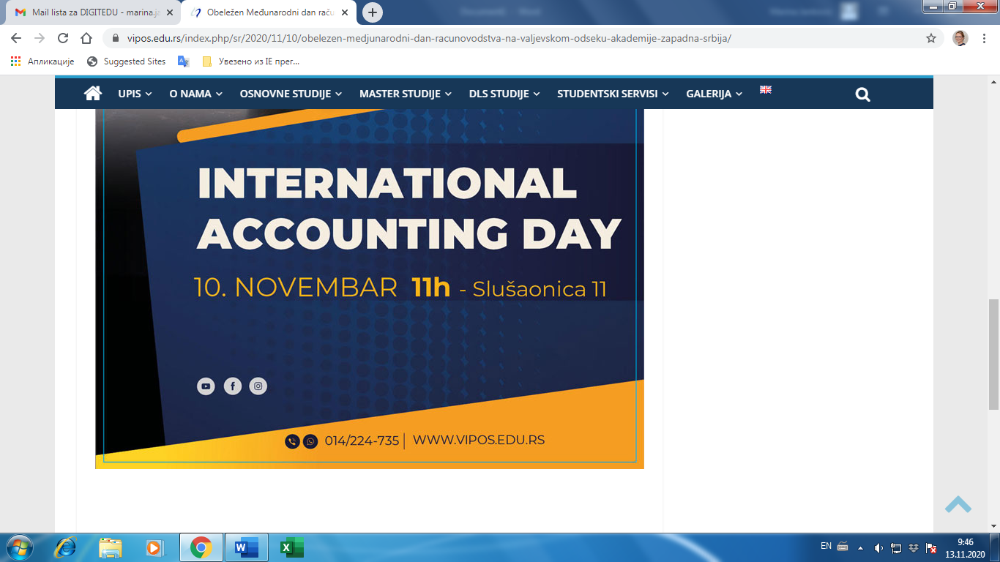 Mail lista za DIGITEDU - marina.ja
Obeležen Međunarodni dan raču
vipos.edu.rs/index.php/sr/2020/11/10/obelezen-medjunarodni-dan-racunovodstva-na-valjevskom-odseku-akademije-zapadna-srbija/
Апликације Suggested Sites Увезено из IE прег...
UPIS O NAMA OSNOVNE STUDIJE MASTER STUDIJE DLS STUDIJE STUDENTSKI SERVISI GALERIJA
INTERNATIONAL
ACCOUNTING DAY
10. NOVEMBAR 11h - Slušaonica 11
014/224-735 | WWW.VIPOS.EDU.RS
EN
9:46
13.11.2020